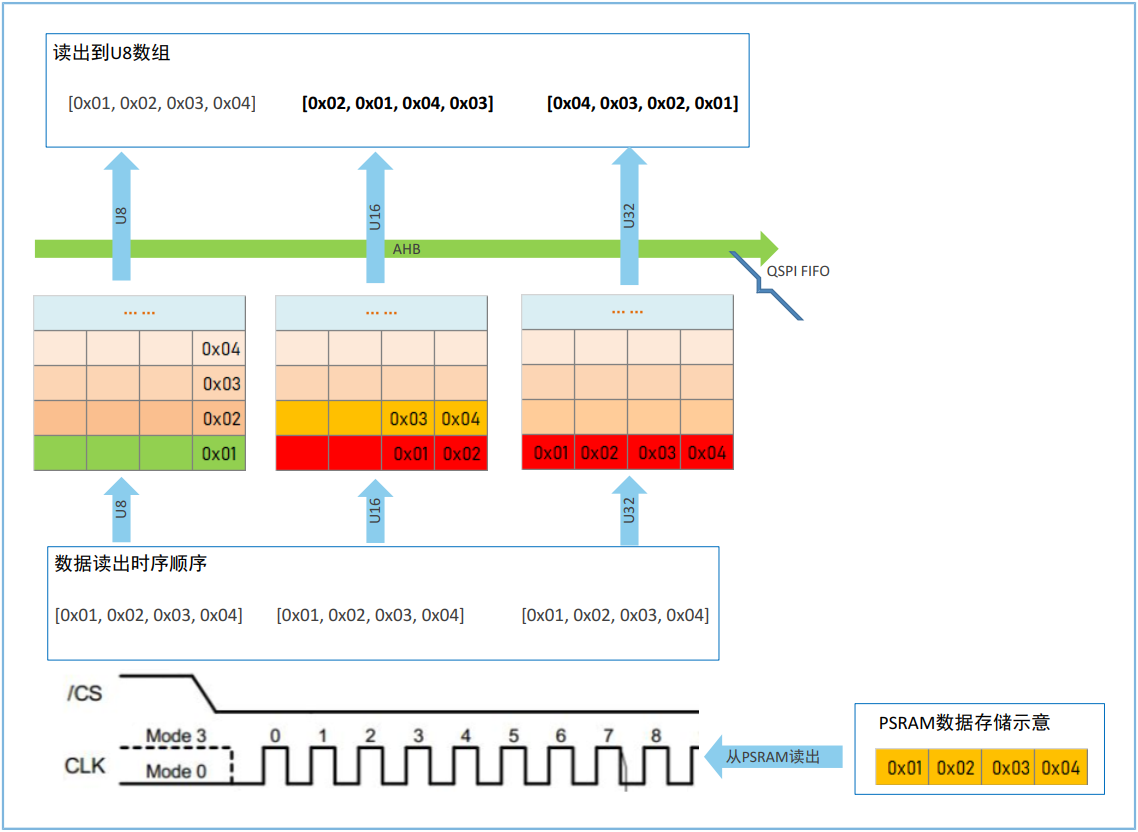 读出到U8数组
[0x01, 0x02, 0x03, 0x04] [0x02, 0x01, 0x04, 0x03] [0x04, 0x03, 0x02, 0x01]
U8 U16 U32
AHB
QSPI FIFO
... ... ... ... ... ...
0x04
0x03
0x02 0x03 0x04
0x01 0x01 0x02 0x01 0x02 0x03 0x04
U8 U16 U32
数据读出时序顺序
[0x01, 0x02, 0x03, 0x04] [0x01, 0x02, 0x03, 0x04] [0x01, 0x02, 0x03, 0x04]
/CS
Mode 3 0 1 2 3 4 5 6 7 8
CLK
Mode 0
从PSRAM读出
PSRAM数据存储示意
0x01 0x02 0x03 0x04